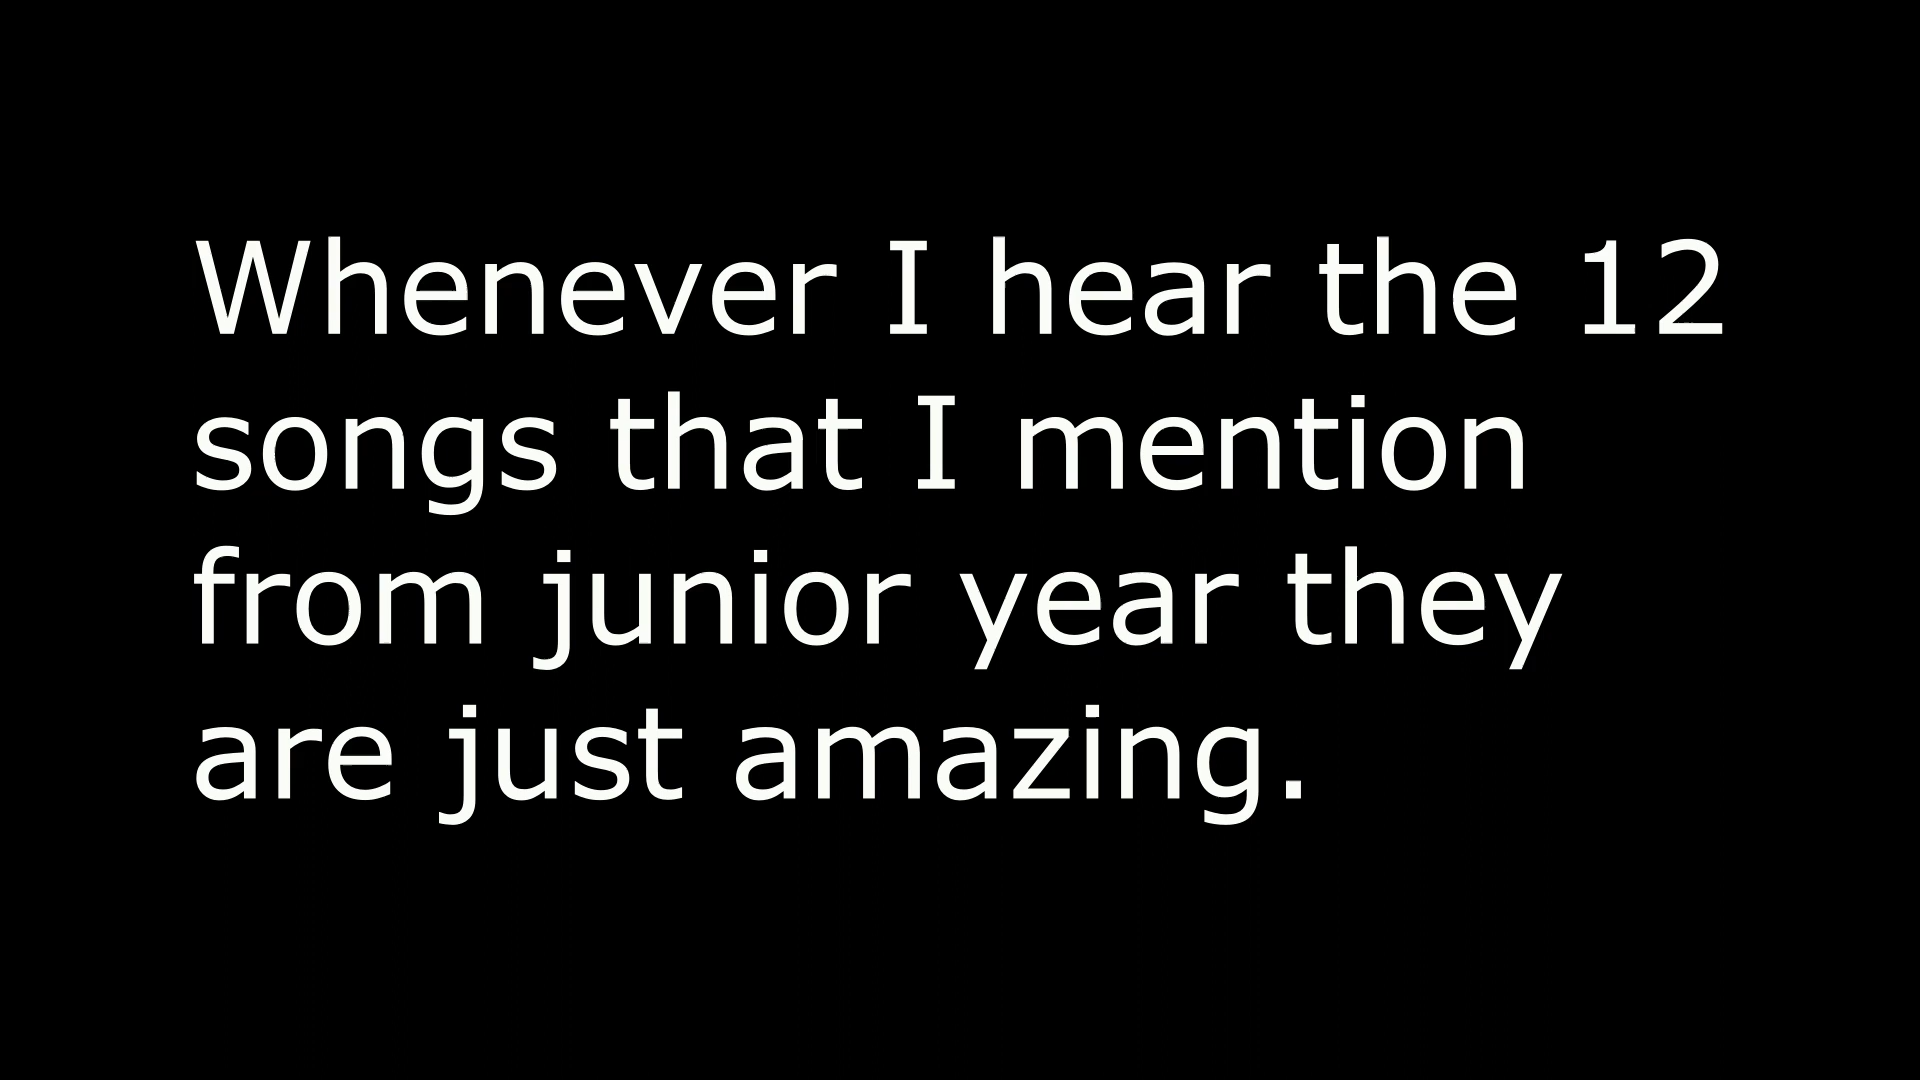 Whenever I hear the 12
songs that I mention
from junior year they
are just amazing.